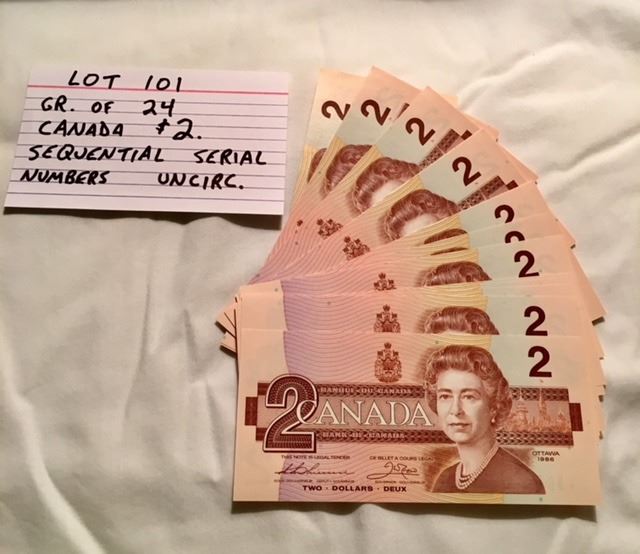 LOT 101
GR. OF 24
CANADA $2.
SEQUENTIAL SERIAL
NUMBERS UNCIRC.
2
2
2
2
2
2
2
2
2
BANQUE • DU • CANADA
2 CANADA
BANK • OF • CANADA
THIS NOTE IS LEGAL TENDER
CE BILLET A COURS LÉGAL
OTTAWA
1986
TWO • DOLLARS • DEUX